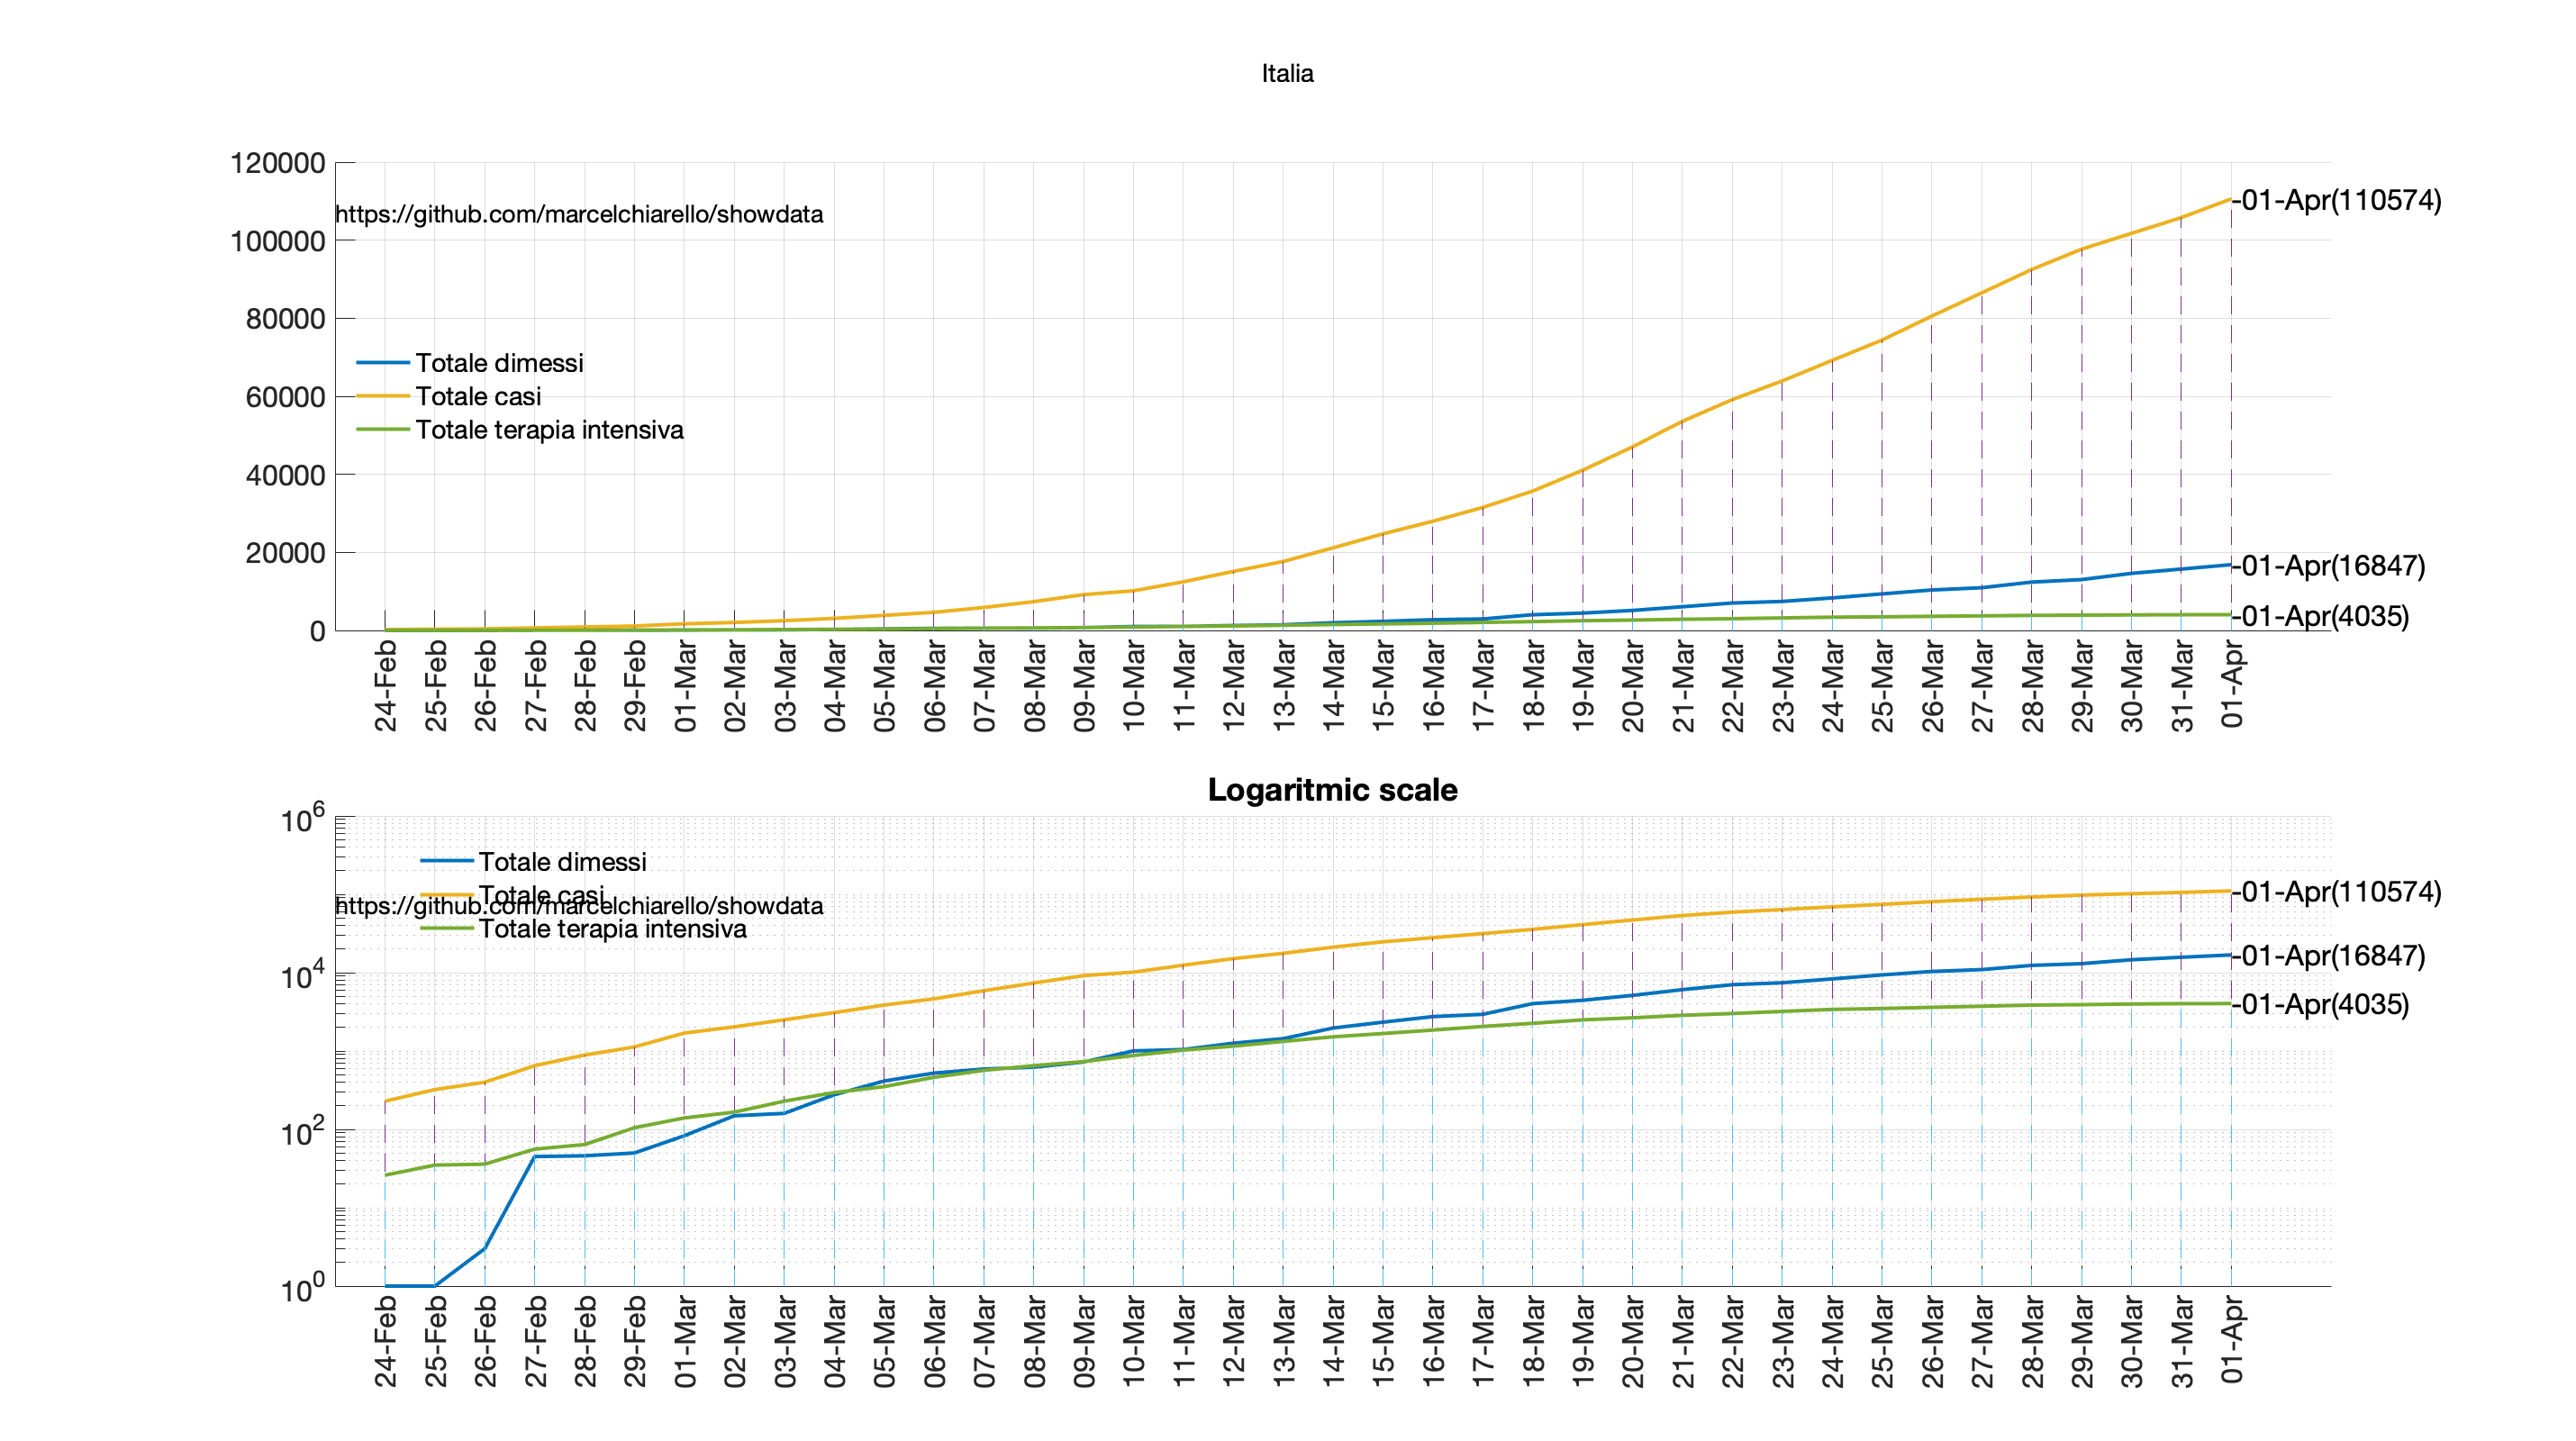 Italia
120000
100000
80000
60000
40000
20000
0
https://github.com/marcelchiarello/showdata
Totale dimessi
Totale casi
Totale terapia intensiva
-01-Apr(110574)
-01-Apr(16847)
-01-Apr(4035)
24-Feb
25-Feb
26-Feb
27-Feb
28-Feb
29-Feb
01-Mar
02-Mar
03-Mar
04-Mar
05-Mar
06-Mar
07-Mar
08-Mar
09-Mar
10-Mar
11-Mar
12-Mar
13-Mar
14-Mar
15-Mar
16-Mar
17-Mar
18-Mar
19-Mar
20-Mar
21-Mar
22-Mar
23-Mar
24-Mar
25-Mar
26-Mar
27-Mar
28-Mar
29-Mar
30-Mar
31-Mar
01-Apr
Logaritmic scale
10^6
10^4
10^2
10^0
Totale dimessi
Totale casi
https://github.com/marcelchiarello/showdata
Totale terapia intensiva
-01-Apr(110574)
-01-Apr(16847)
-01-Apr(4035)
24-Feb
25-Feb
26-Feb
27-Feb
28-Feb
29-Feb
01-Mar
02-Mar
03-Mar
04-Mar
05-Mar
06-Mar
07-Mar
08-Mar
09-Mar
10-Mar
11-Mar
12-Mar
13-Mar
14-Mar
15-Mar
16-Mar
17-Mar
18-Mar
19-Mar
20-Mar
21-Mar
22-Mar
23-Mar
24-Mar
25-Mar
26-Mar
27-Mar
28-Mar
29-Mar
30-Mar
31-Mar
01-Apr